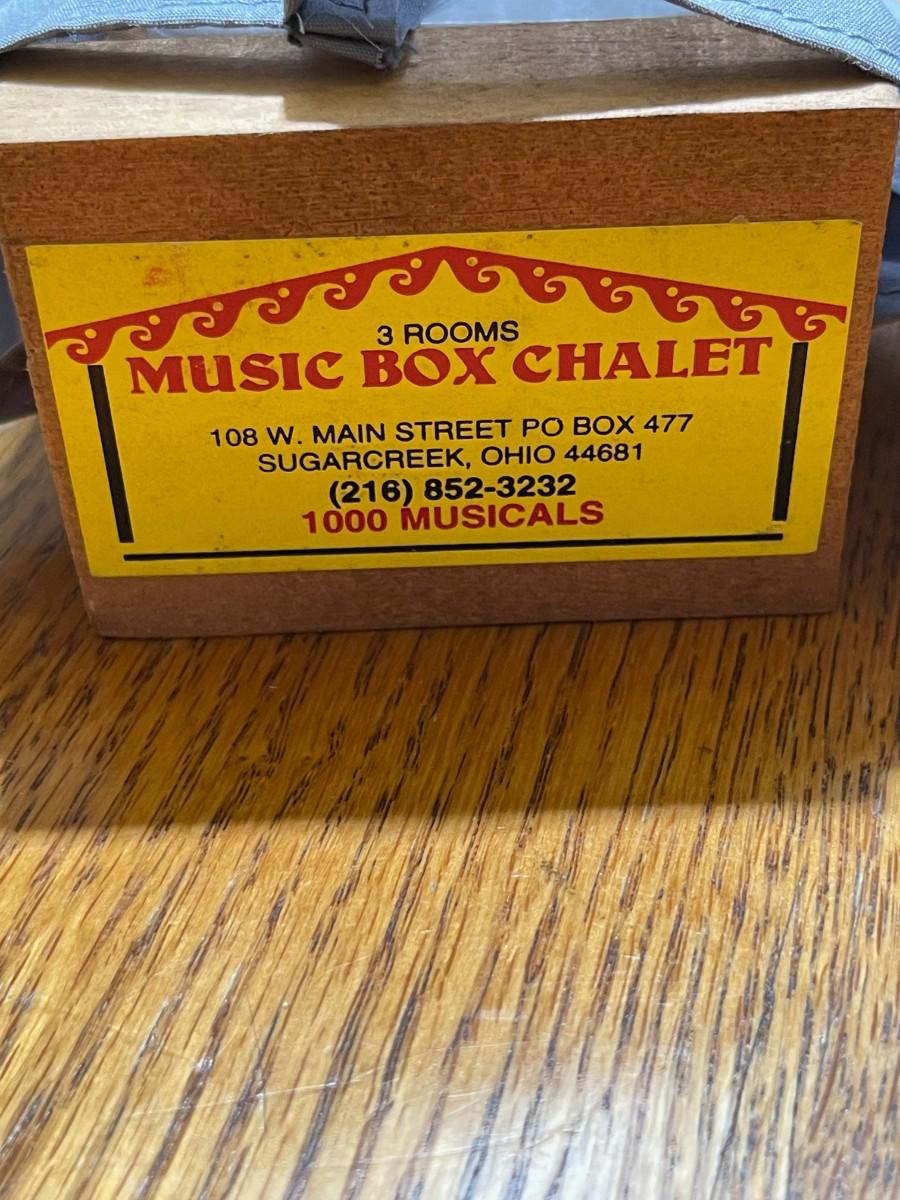 3 ROOMS
MUSIC BOX CHALET
108 W. MAIN STREET PO BOX 477
SUGARCREEK, OHIO 44681
(216) 852-3232
1000 MUSICALS